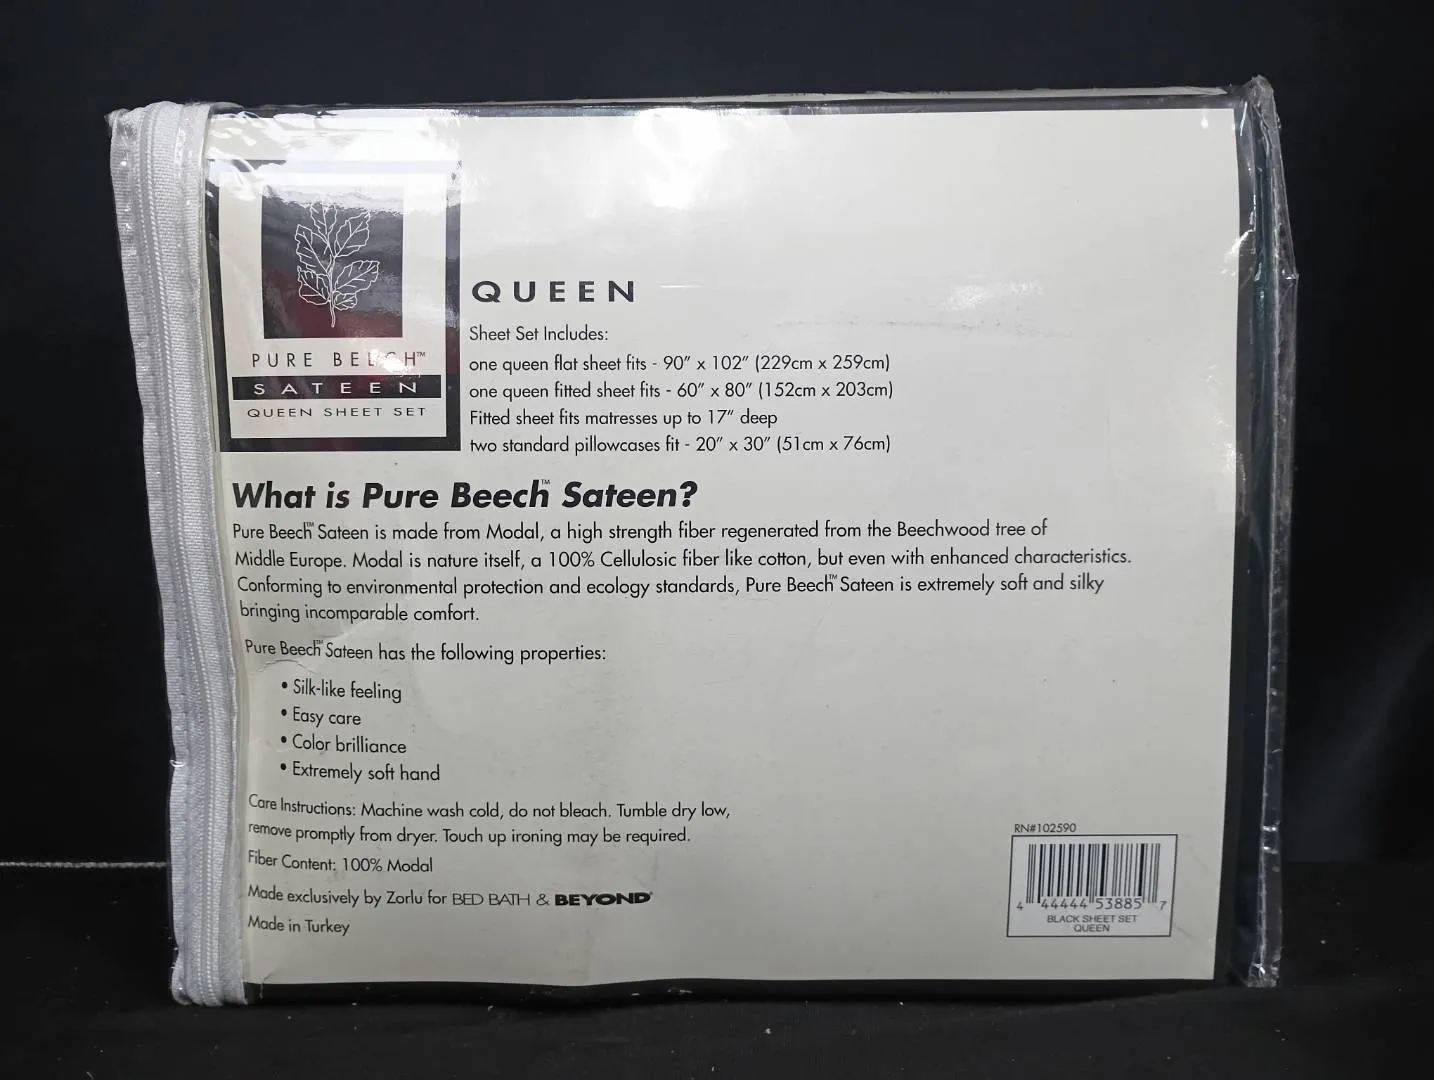 PURE BEECH™
SATEEN
QUEEN SHEET SET
QUEEN
Sheet Set Includes:
one queen flat sheet fits - 90” x 102” (229cm x 259cm)
one queen fitted sheet fits - 60” x 80” (152cm x 203cm)
Fitted sheet fits matresses up to 17” deep
two standard pillowcases fit - 20” x 30” (51cm x 76cm)
What is Pure Beech™ Sateen?
Pure Beech™ Sateen is made from Modal, a high strength fiber regenerated from the Beechwood tree of
Middle Europe. Modal is nature itself, a 100% Cellulosic fiber like cotton, but even with enhanced characteristics.
Conforming to environmental protection and ecology standards, Pure Beech™ Sateen is extremely soft and silky
bringing incomparable comfort.
Pure Beech™ Sateen has the following properties:
• Silk-like feeling
• Easy care
• Color brilliance
• Extremely soft hand
Care Instructions: Machine wash cold, do not bleach. Tumble dry low,
remove promptly from dryer. Touch up ironing may be required.
Fiber Content: 100% Modal
Made exclusively by Zorlu for BED BATH & BEYOND®
Made in Turkey
RN#102590
4 44444 53885 7
BLACK SHEET SET
QUEEN